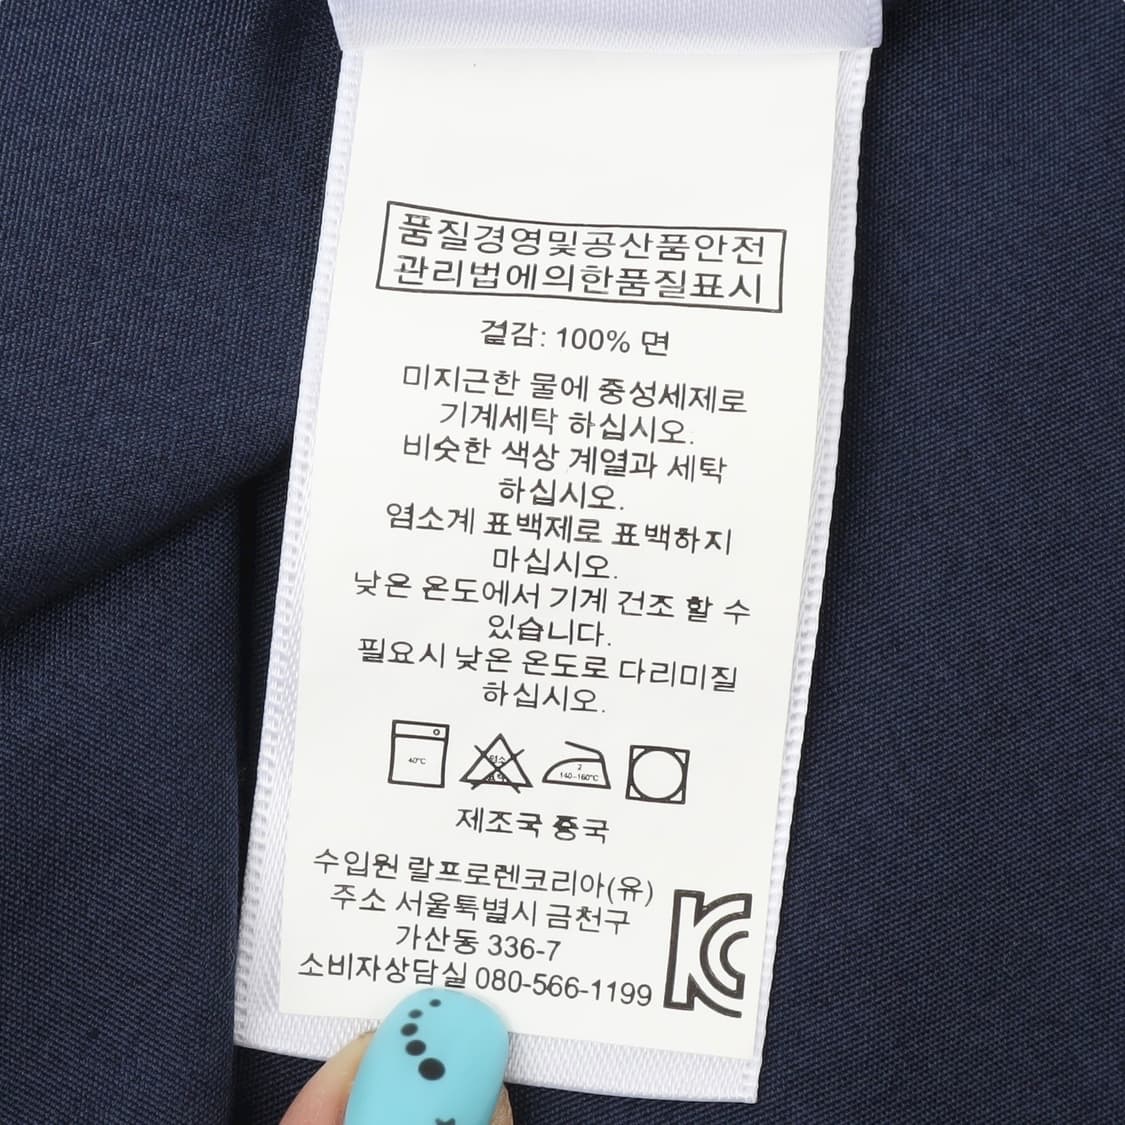 품질경영및공산품안전
관리법에의한품질표시
겉감: 100% 면
미지근한 물에 중성세제로
기계세탁 하십시오.
비슷한 색상 계열과 세탁
하십시오.
염소계 표백제로 표백하지
마십시오.
낮은 온도에서 기계 건조 할 수
있습니다.
필요시 낮은 온도로 다리미질
하십시오.
40°C
2
140~160°C
제조국 중국
수입원 랄프로렌코리아(유)
주소 서울특별시 금천구
가산동 336-7
소비자상담실 080-566-1199
KC